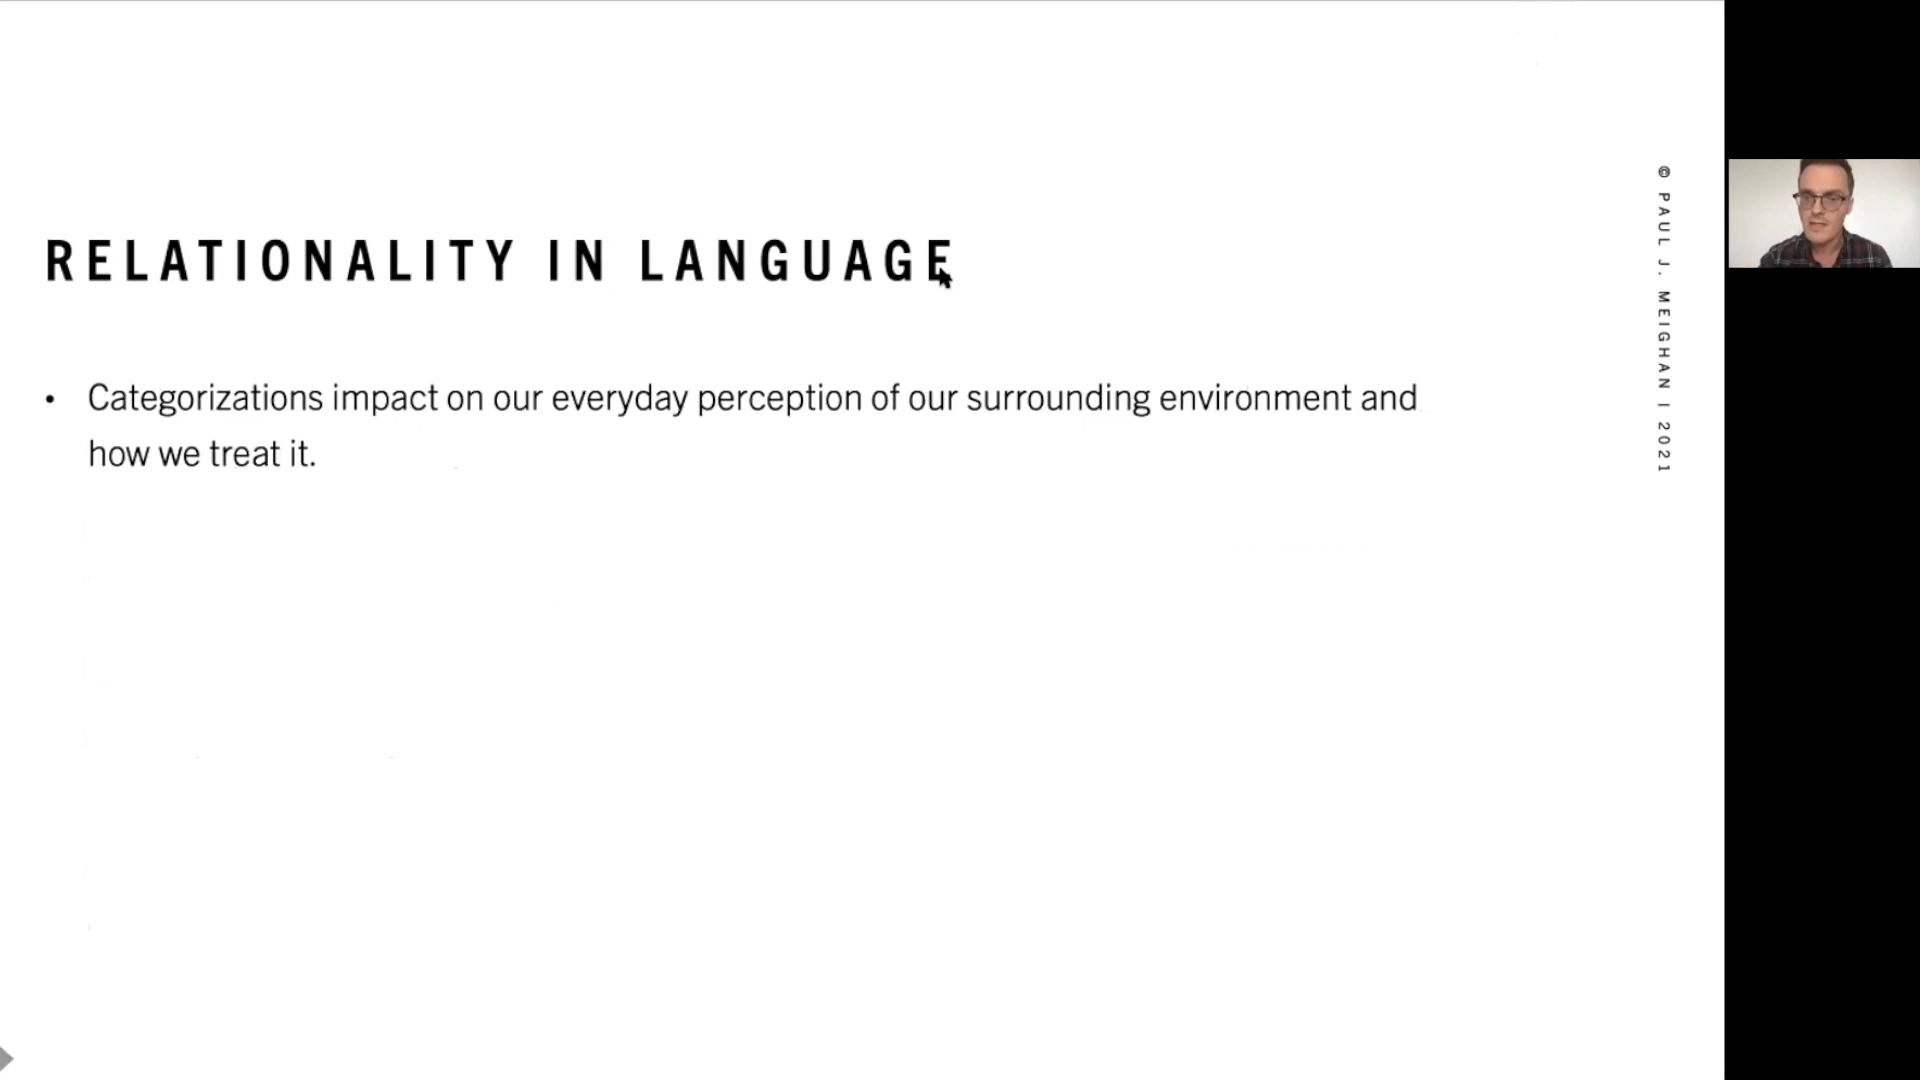 RELATIONALITY IN LANGUAGE
• Categorizations impact on our everyday perception of our surrounding environment and
how we treat it.
© PAUL J. MEIGHAN | 2021